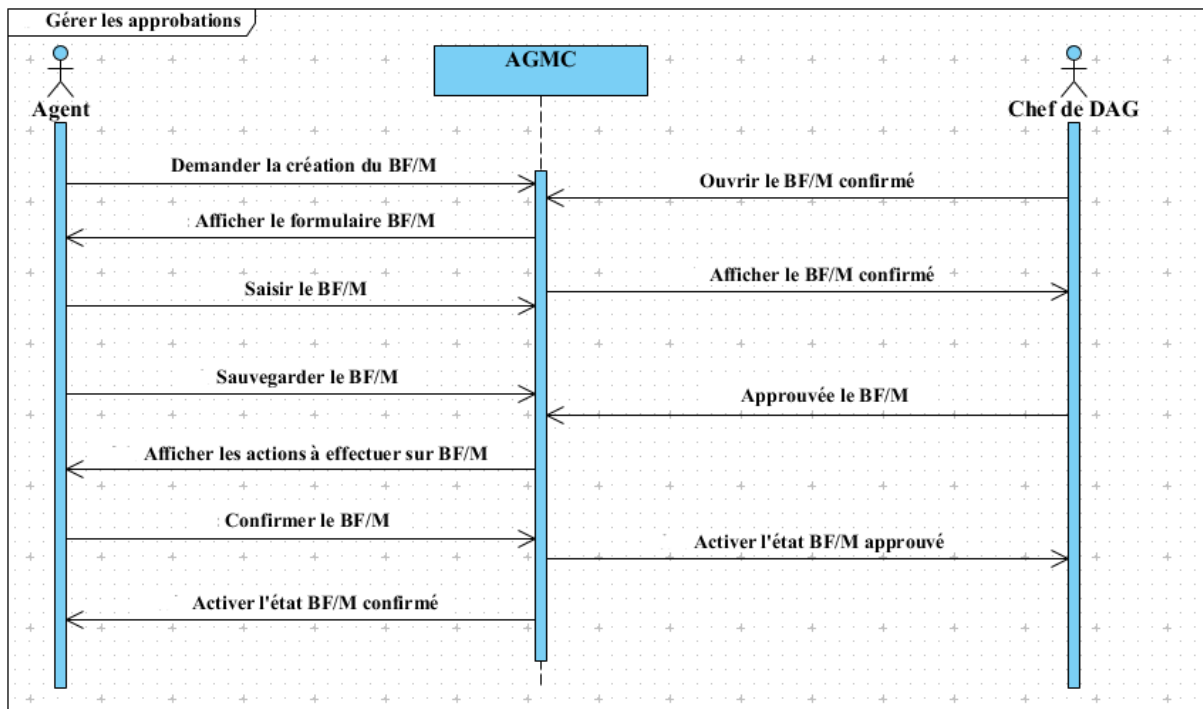 Gérer les approbations
AGMC
Agent
Chef de DAG
Demander la création du BF/M
Ouvrir le BF/M confirmé
Afficher le formulaire BF/M
Afficher le BF/M confirmé
Saisir le BF/M
Sauvegarder le BF/M
Approuvée le BF/M
Afficher les actions à effectuer sur BF/M
Confirmer le BF/M
Activer l'état BF/M approuvé
Activer l'état BF/M confirmé